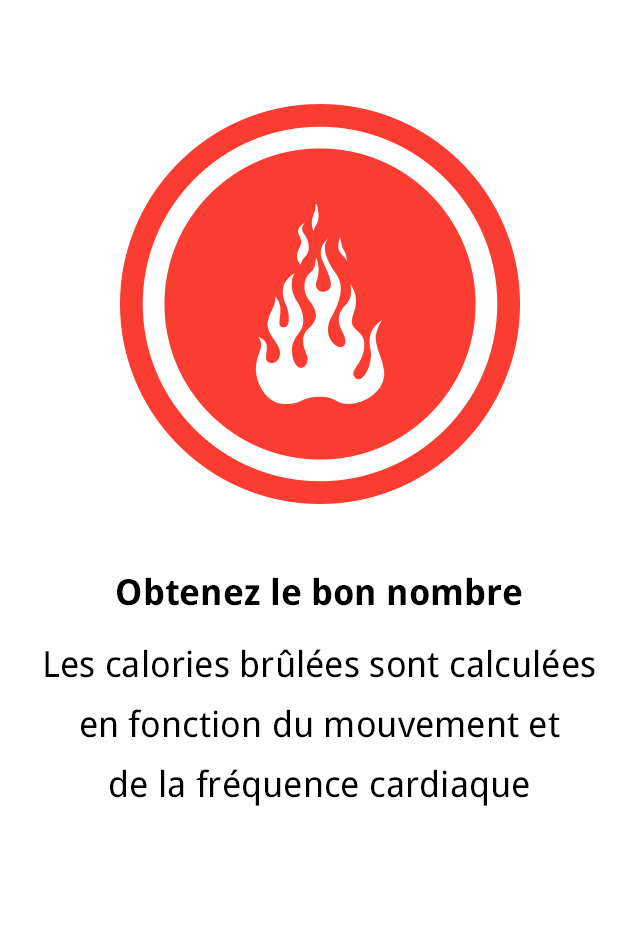 Obtenez le bon nombre
Les calories brûlées sont calculées
en fonction du mouvement et
de la fréquence cardiaque